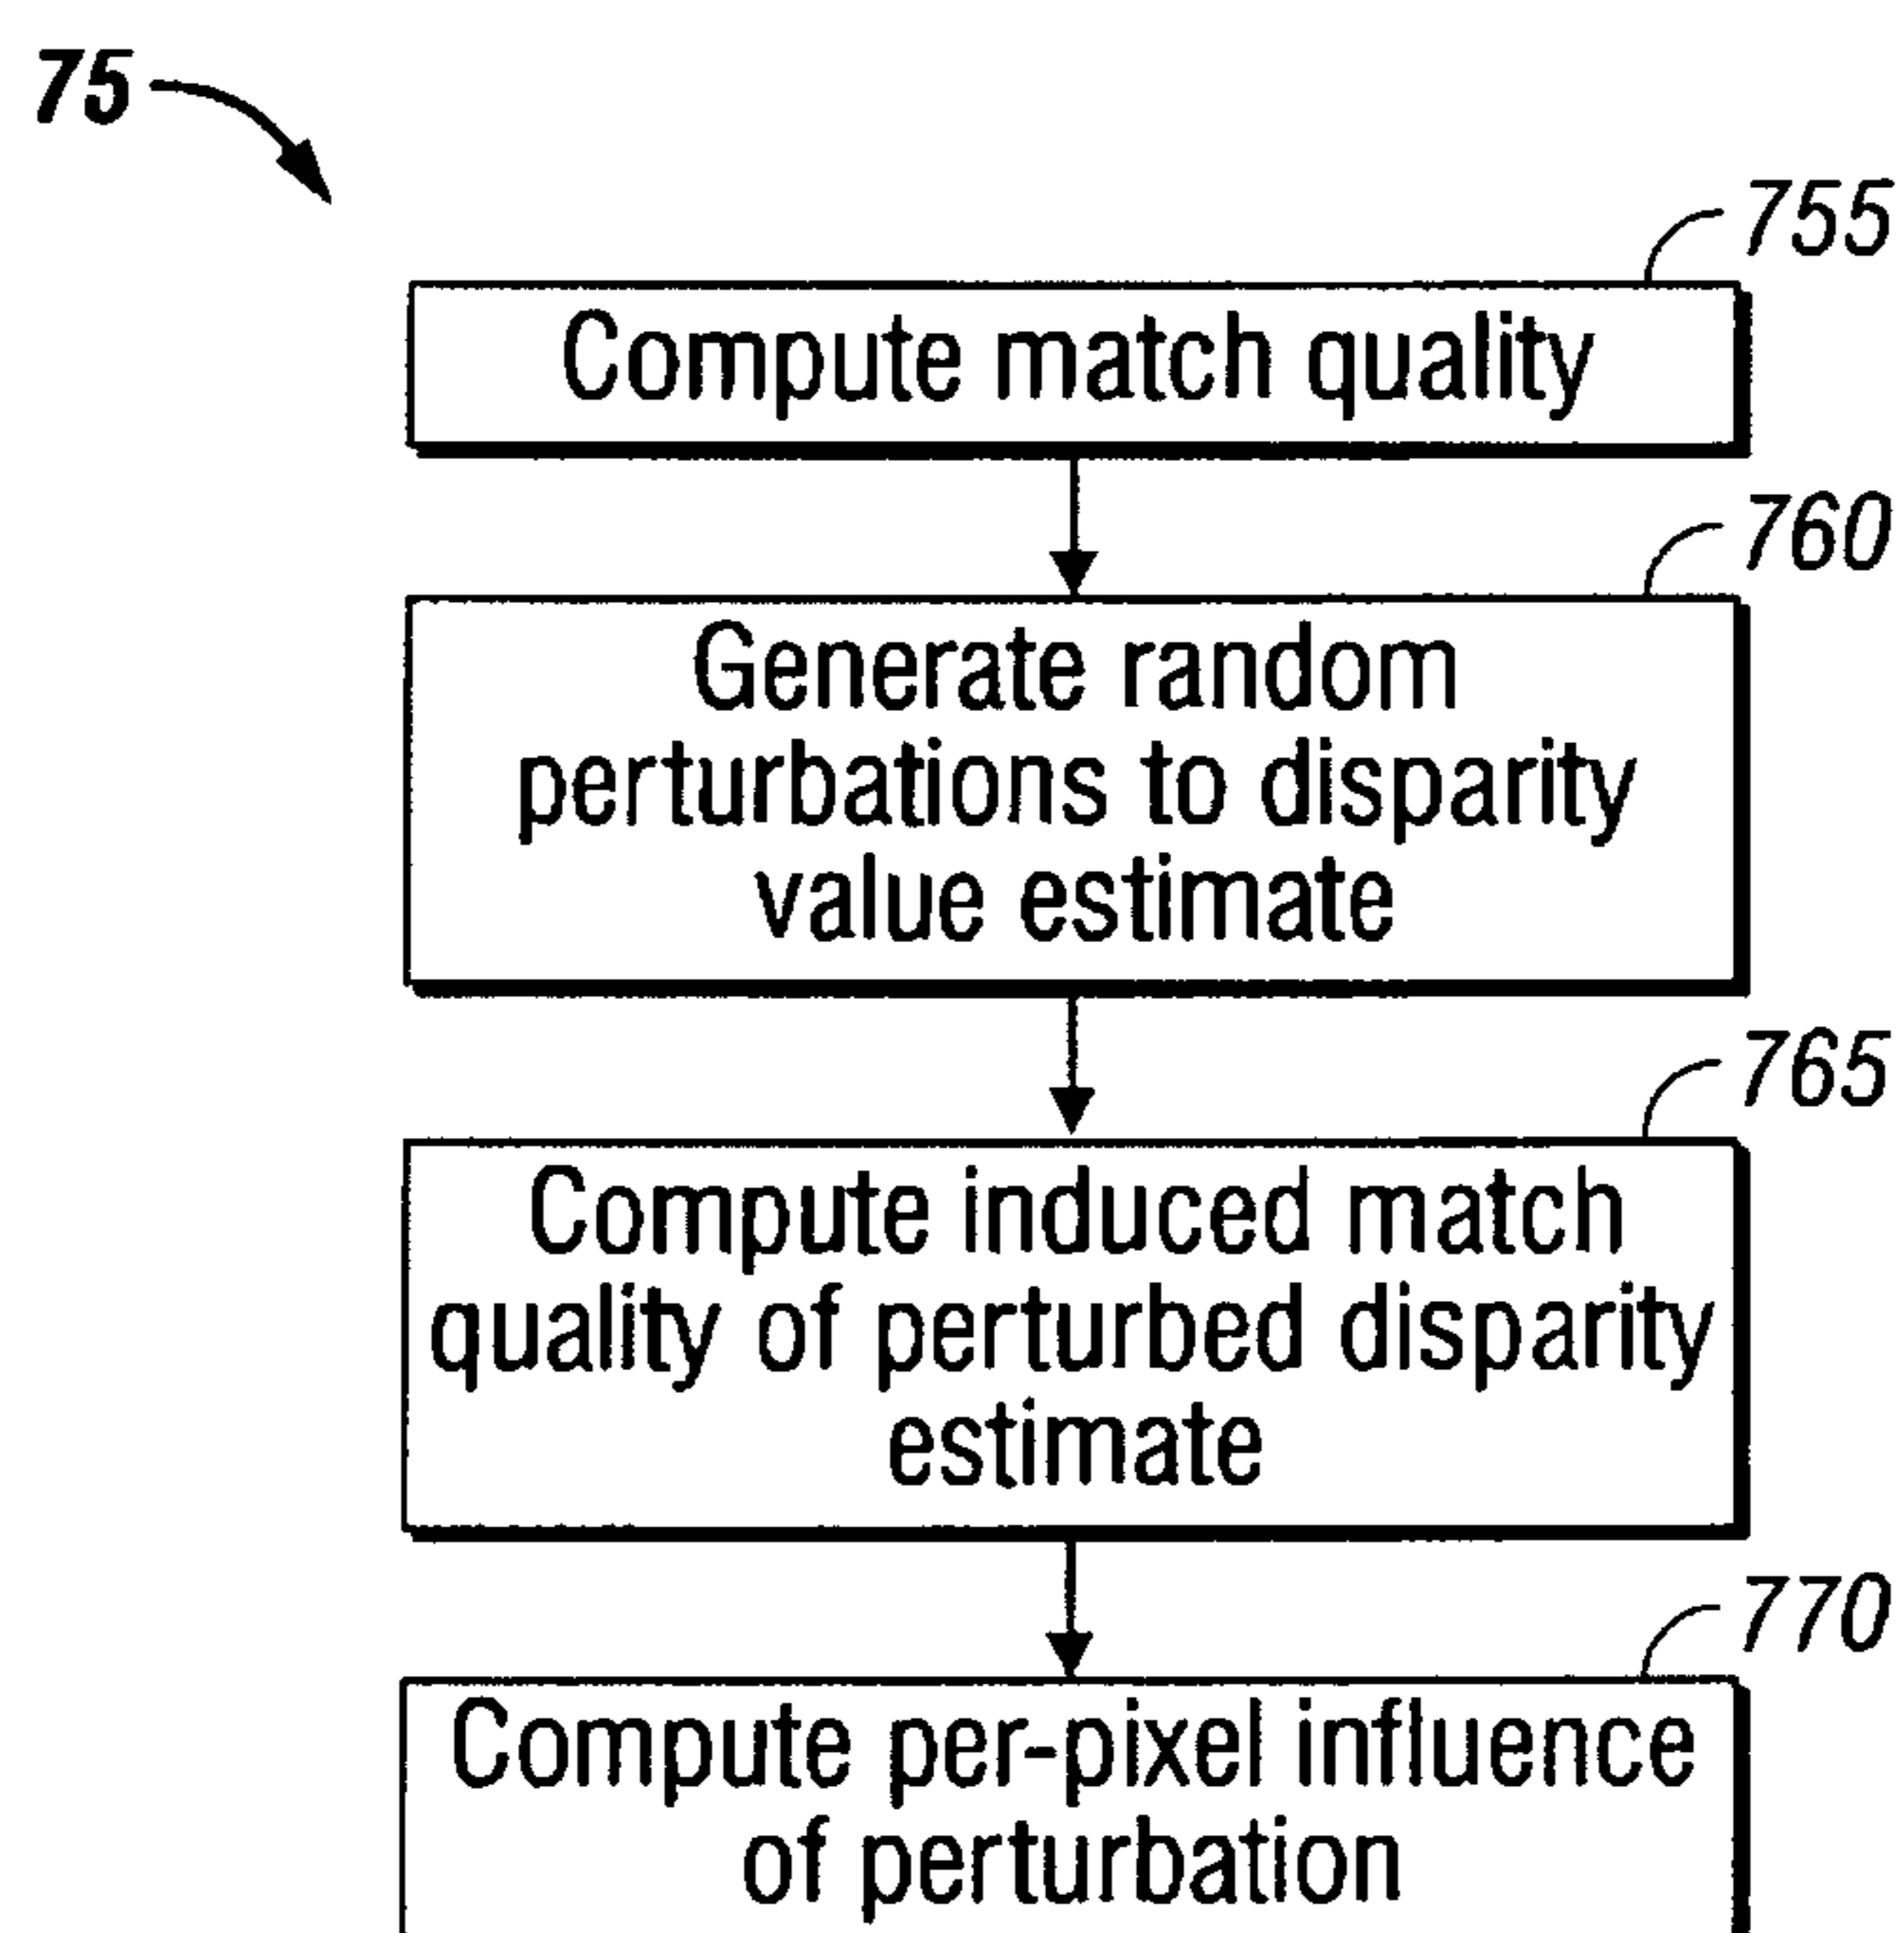 75
755
Compute match quality
760
Generate random
perturbations to disparity
value estimate
765
Compute induced match
quality of perturbed disparity
estimate
770
Compute per-pixel influence
of perturbation